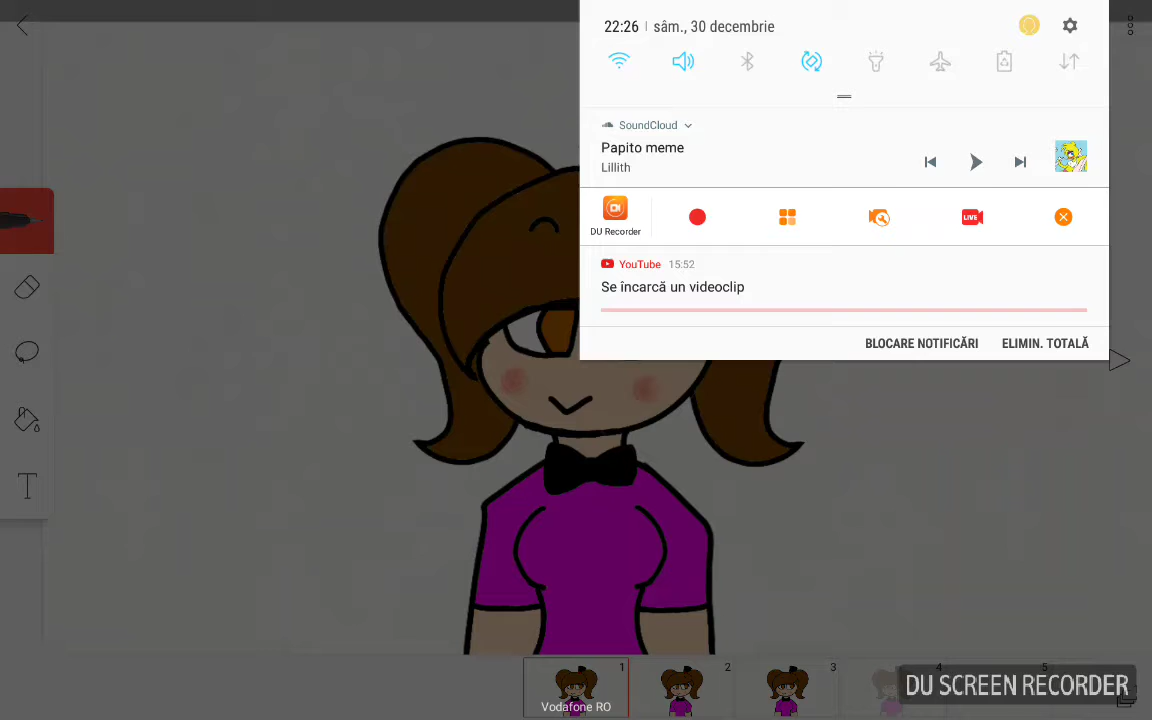 22:26 | sâm., 30 decembrie
SoundCloud
Papito meme
Lillith
DU Recorder
LIVE
YouTube 15:52
Se încarcă un videoclip
BLOCARE NOTIFICĂRI ELIMIN. TOTALĂ
T
1 2 3 4 5
Vodafone RO
DU SCREEN RECORDER